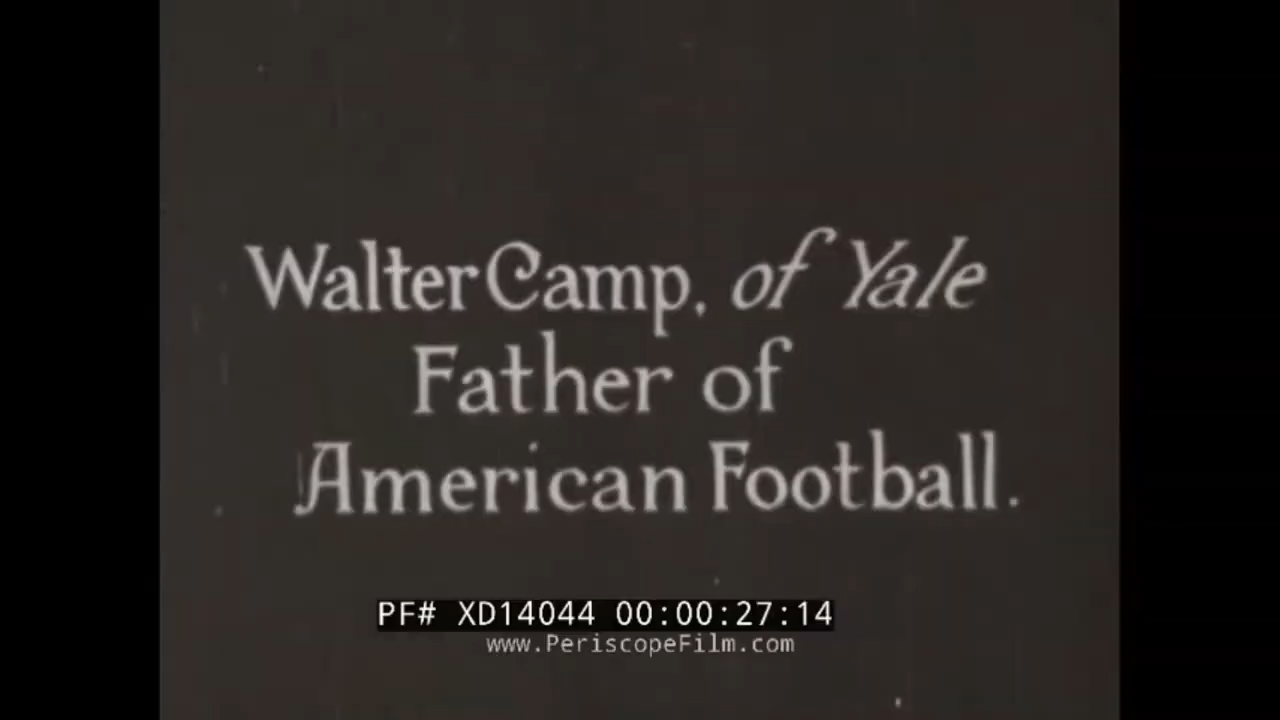 Walter Camp, of Yale
Father of
American Football.
PF# XD14044 00:00:27:14
www.PeriscopeFilm.com